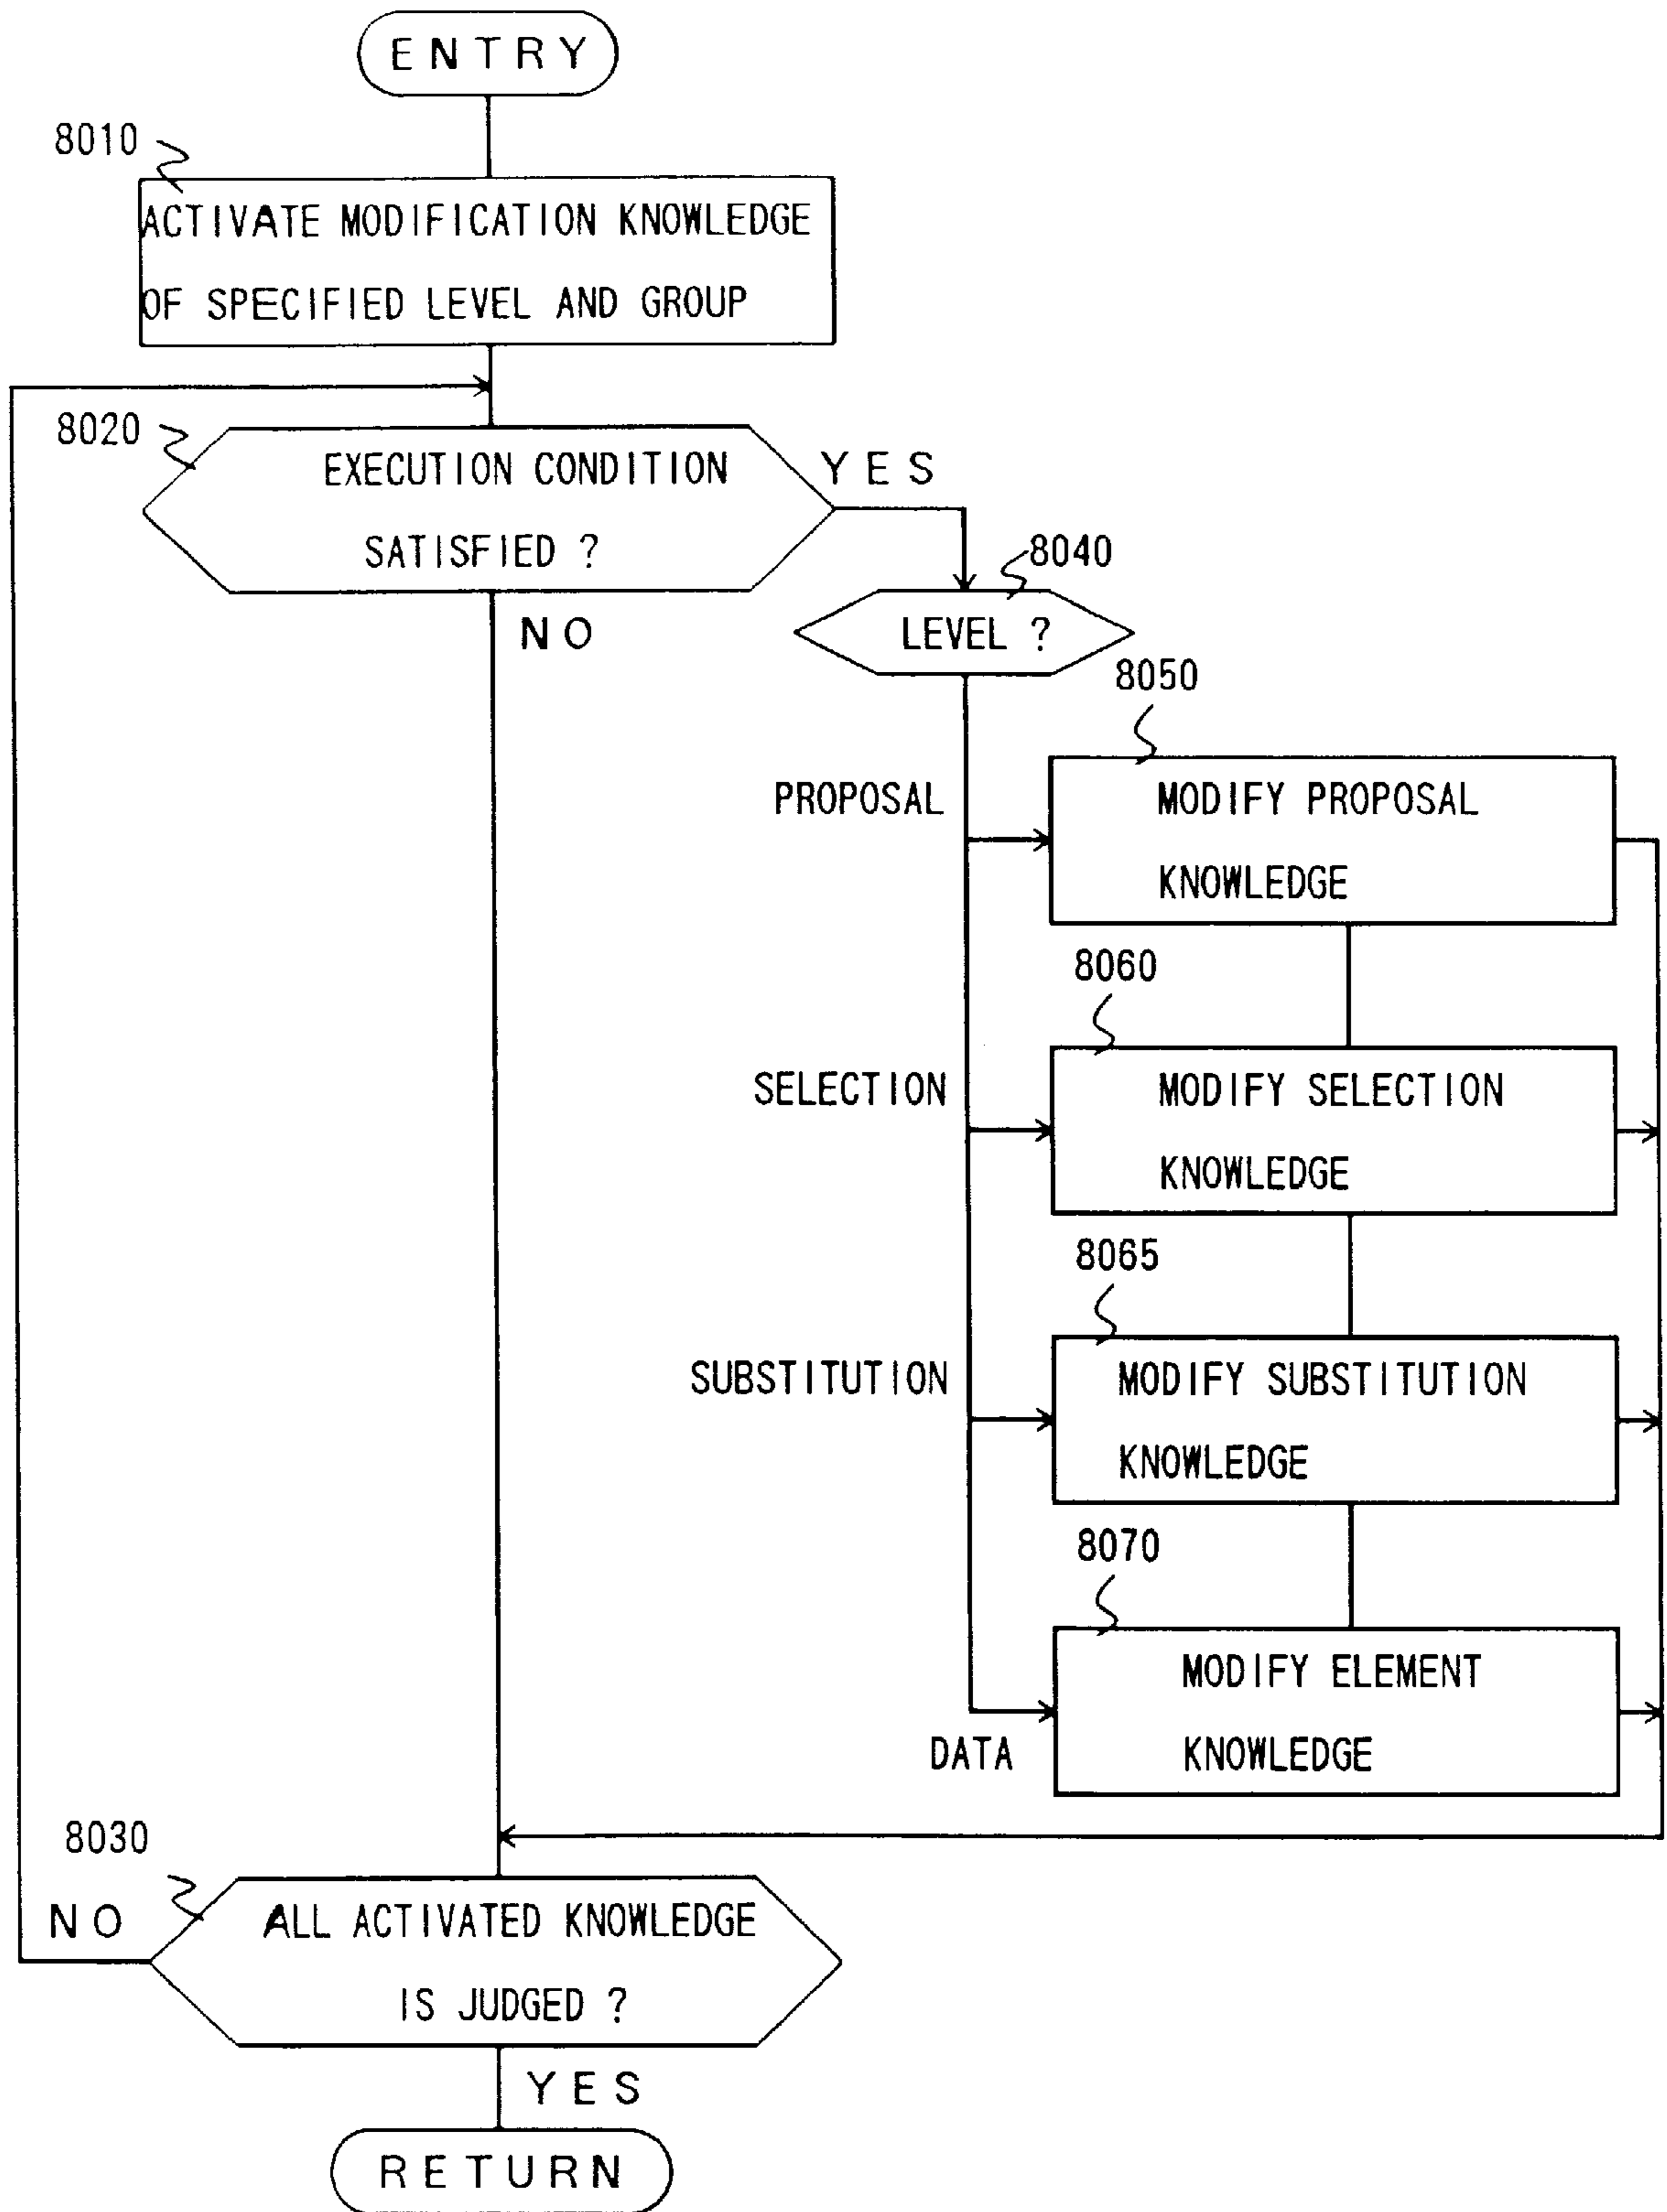 ENTRY
8010
ACTIVATE MODIFICATION KNOWLEDGE
OF SPECIFIED LEVEL AND GROUP
8020
EXECUTION CONDITION
SATISFIED ?
YES
NO
8040
LEVEL ?
8050
PROPOSAL
MODIFY PROPOSAL
KNOWLEDGE
8060
SELECTION
MODIFY SELECTION
KNOWLEDGE
8065
SUBSTITUTION
MODIFY SUBSTITUTION
KNOWLEDGE
8070
DATA
MODIFY ELEMENT
KNOWLEDGE
8030
NO
ALL ACTIVATED KNOWLEDGE
IS JUDGED ?
YES
RETURN